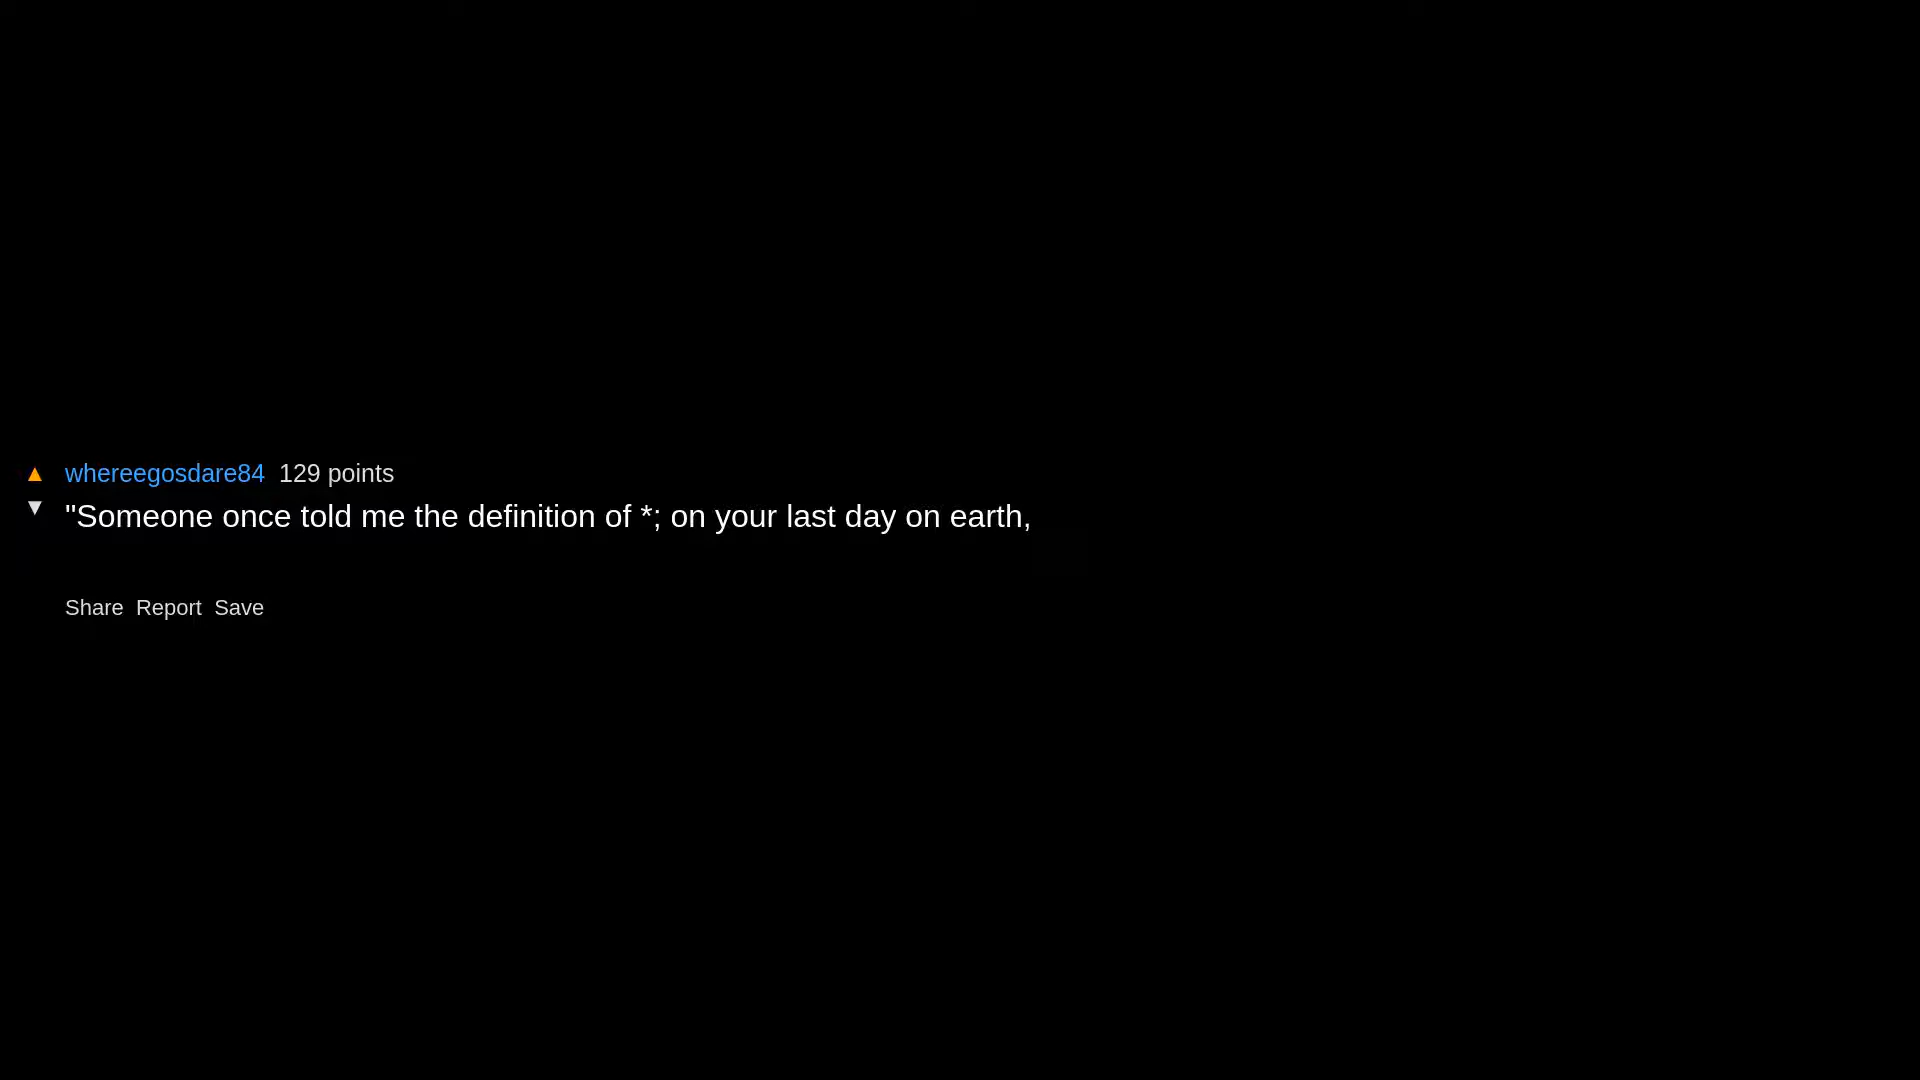 ▲ whereegosdare84 129 points
▼ "Someone once told me the definition of *; on your last day on earth,
Share Report Save